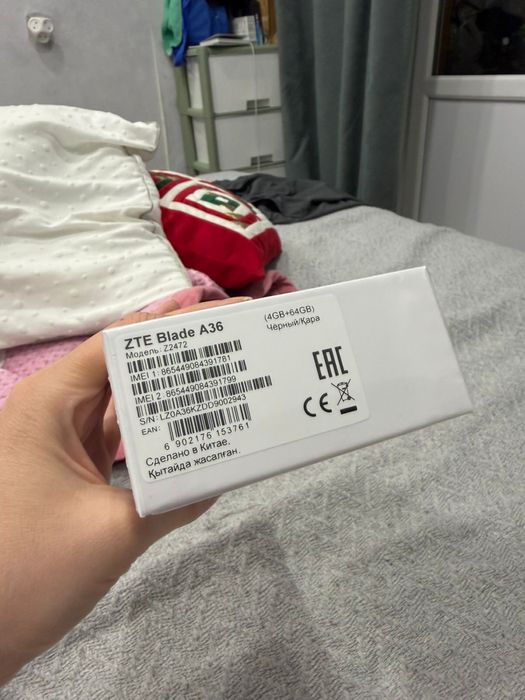 ZTE Blade A36
(4GB+64GB)
Модель: Z2472
Чёрный/Қара
IMEI 1: 865449084391781
IMEI 2: 865449084391799
S/N: LZ0A36KZDD9002943
EAN:
6 902176 153761
Сделано в Китае.
Қытайда жасалған.
EAC
CE